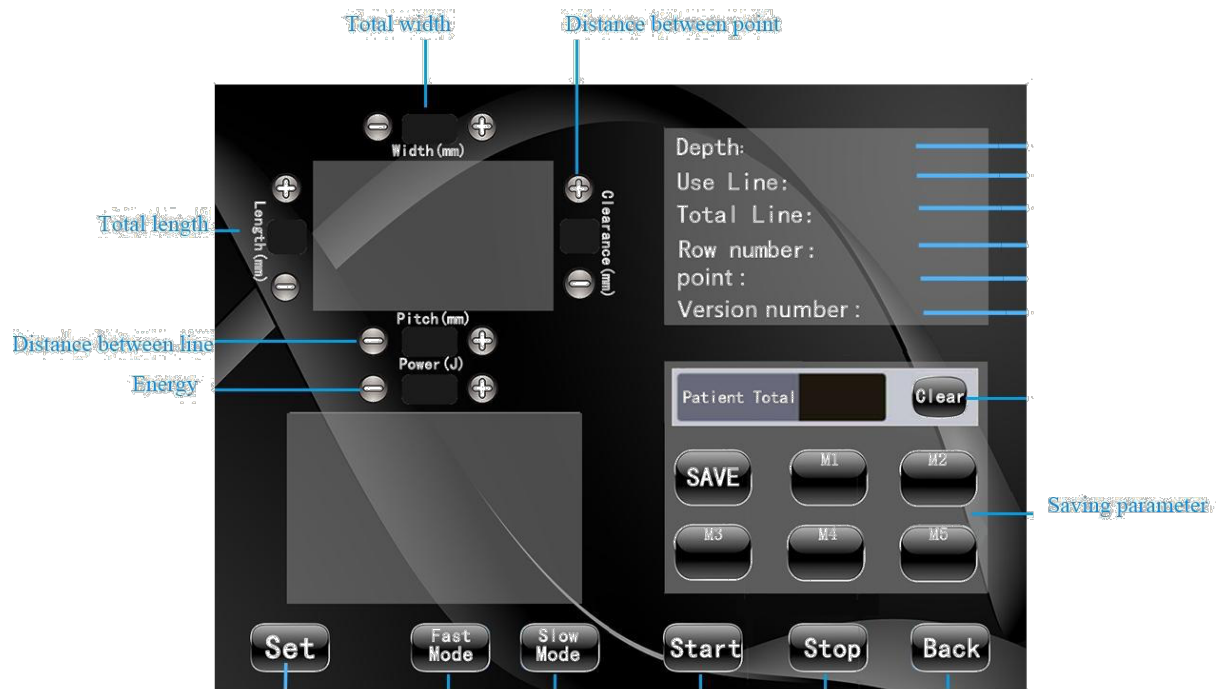 Total width
Distance between point
Width(mm)
Depth:
Use Line:
Total Line:
Row number:
point:
Version number:
Total length
Length(mm)
Clearance(mm)
Pitch(mm)
Distance between line
Power(J)
Energy
Patient Total
Clear
SAVE
M1
M2
Saving parameter
M3
M4
M5
Set
Fast
Mode
Slow
Mode
Start
Stop
Back